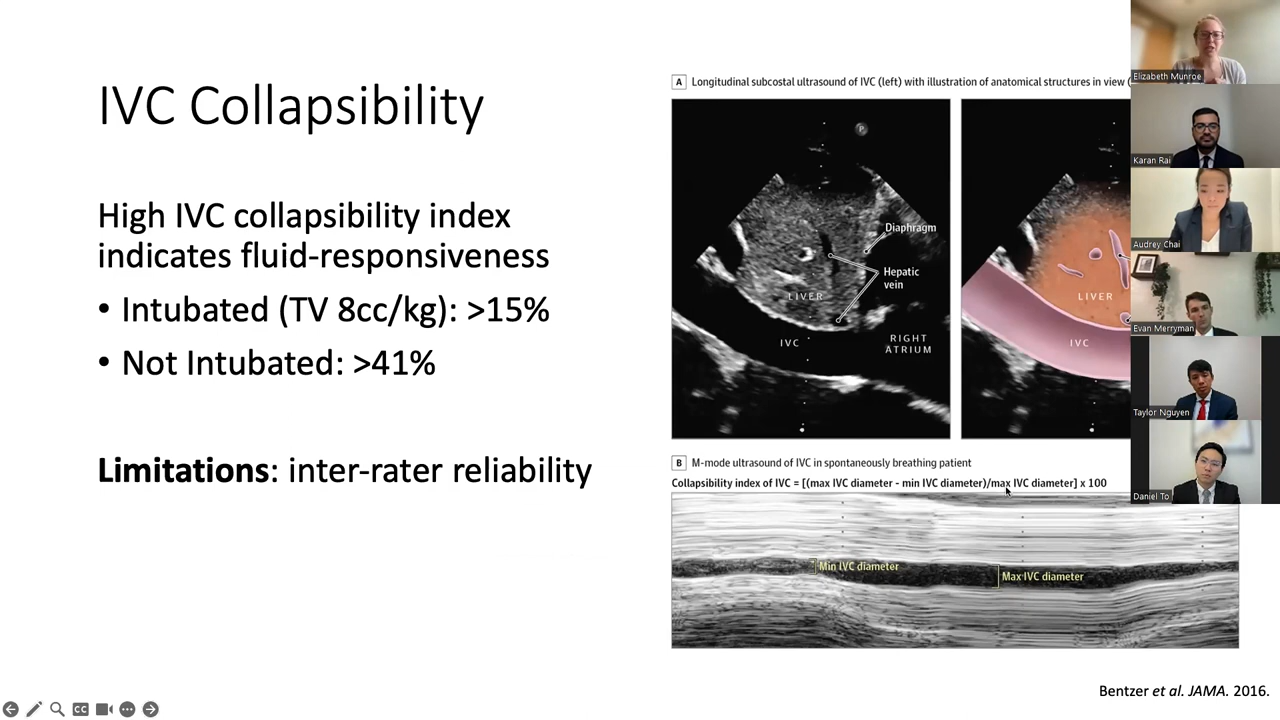 IVC Collapsibility
High IVC collapsibility index
indicates fluid-responsiveness
• Intubated (TV 8cc/kg): >15%
• Not Intubated: >41%
Limitations: inter-rater reliability
A Longitudinal subcostal ultrasound of IVC (left) with illustration of anatomical structures in view (
P
Diaphragm
Hepatic
vein
LIVER
IVC
RIGHT
ATRIUM
LIVER
IVC
B M-mode ultrasound of IVC in spontaneously breathing patient
Collapsibility index of IVC = [(max IVC diameter - min IVC diameter)/max IVC diameter] x 100
Min IVC diameter
Max IVC diameter
Bentzer et al. JAMA. 2016.
Elizabeth Munroe
Karan Rai
Audrey Chai
Evan Merryman
Taylor Nguyen
Daniel To
CC